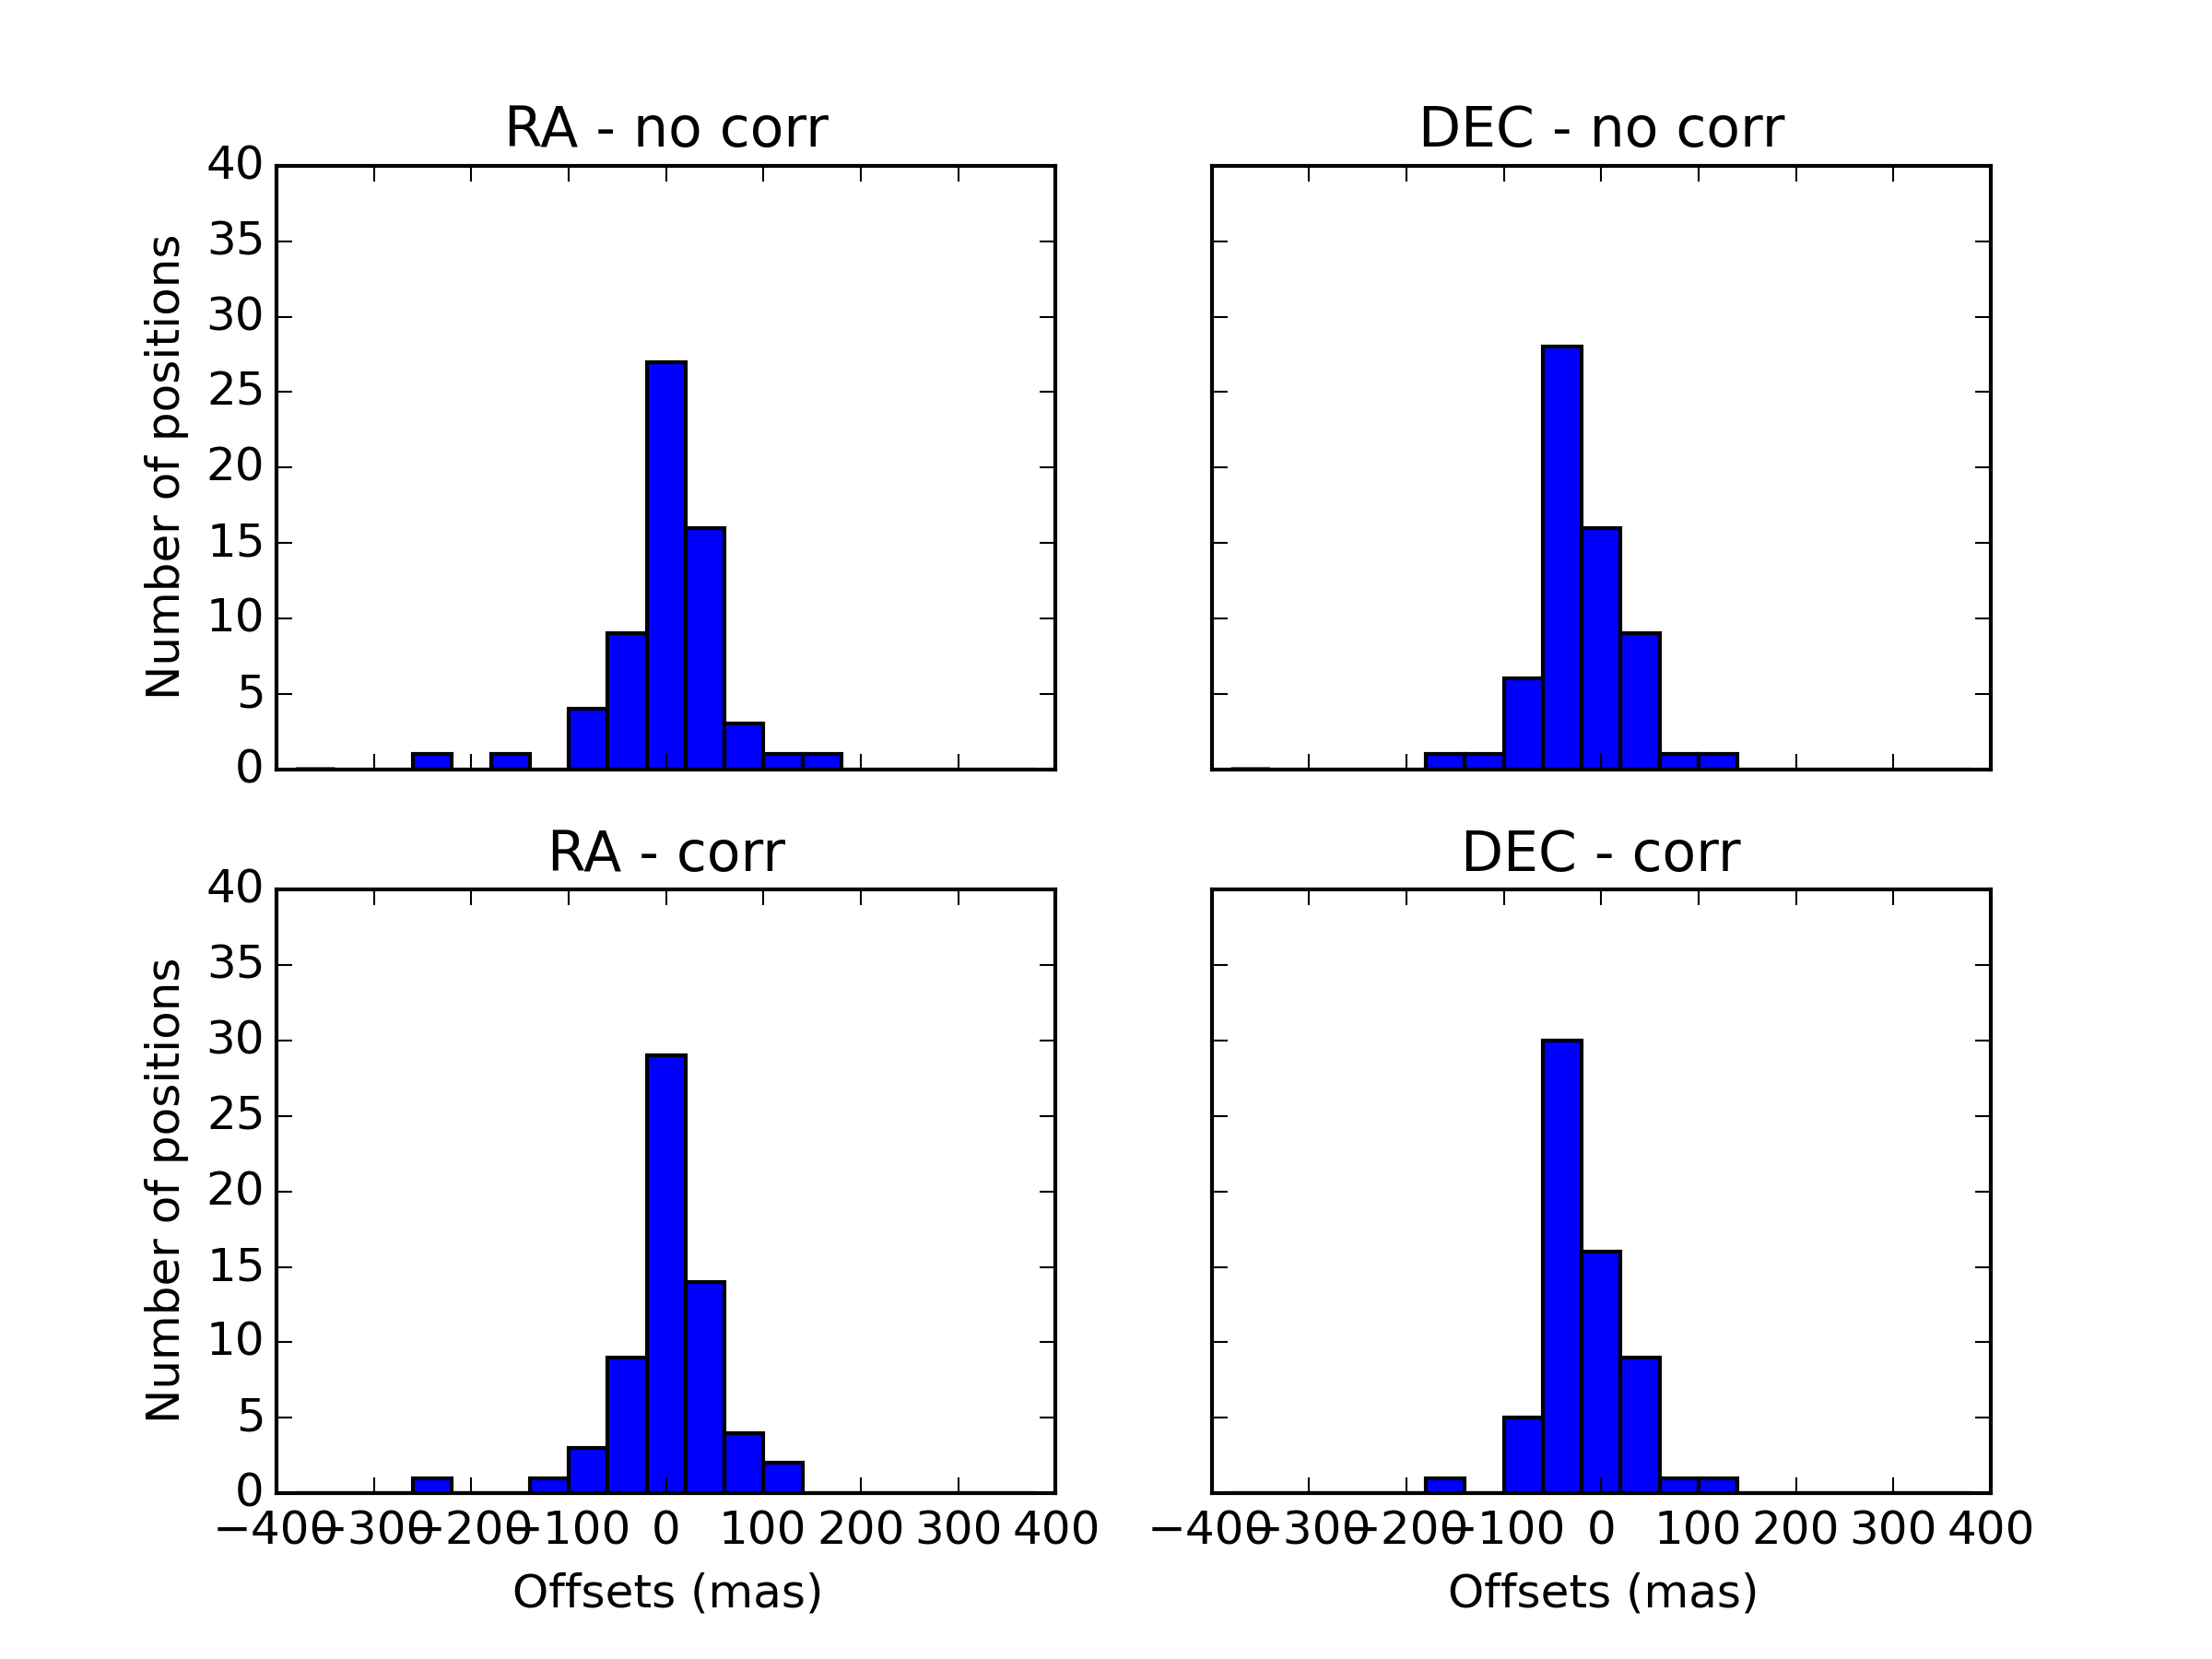 RA - no corr
DEC - no corr
40
35
30
25
20
15
10
5
0
Number of positions
RA - corr
DEC - corr
40
35
30
25
20
15
10
5
0
Number of positions
−400 −300 −200 −100 0 100 200 300 400
−400 −300 −200 −100 0 100 200 300 400
Offsets (mas)
Offsets (mas)